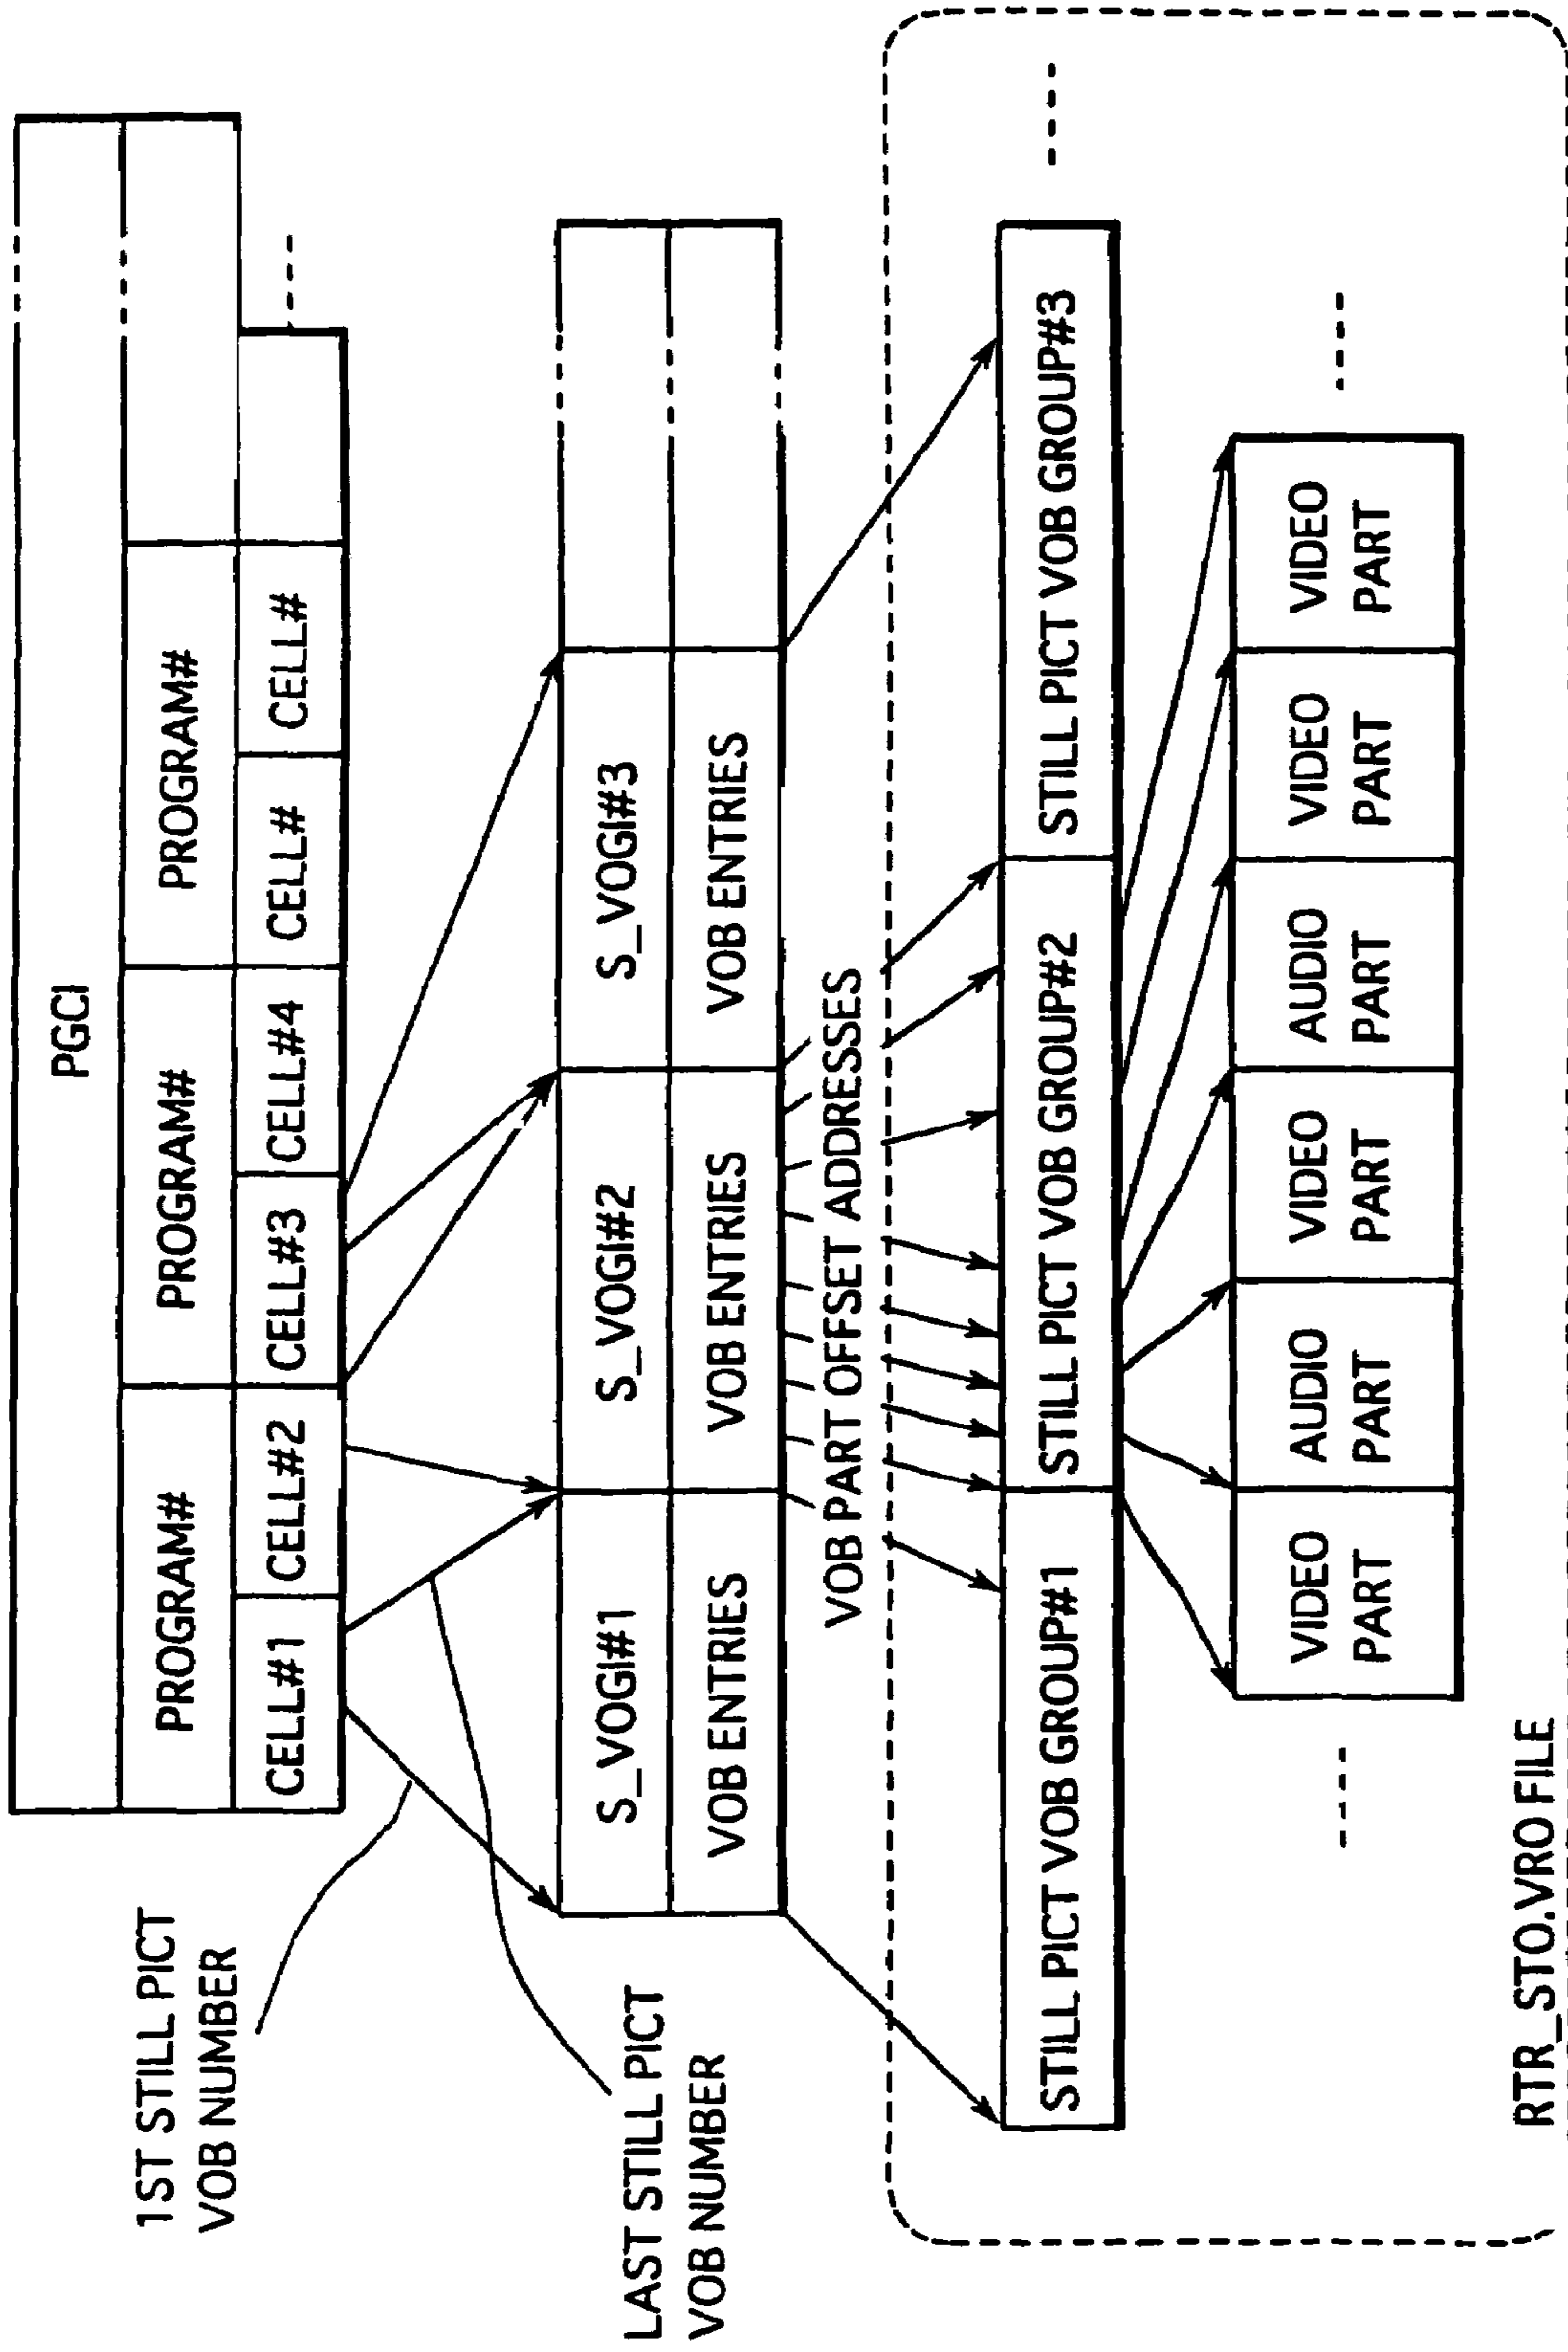 PGCI
PROGRAM# PROGRAM# PROGRAM#
CELL#1 CELL#2 CELL#3 CELL#4 CELL# CELL#
1ST STILL PICT
VOB NUMBER
S_VOGI#1 S_VOGI#2 S_VOGI#3
VOB ENTRIES VOB ENTRIES VOB ENTRIES
LAST STILL PICT
VOB NUMBER
VOB PART OFFSET ADDRESSES
STILL PICT VOB GROUP#1 STILL PICT VOB GROUP#2 STILL PICT VOB GROUP#3
VIDEO PART
AUDIO PART
VIDEO PART
AUDIO PART
VIDEO PART
VIDEO PART
RTR_STO.VRO FILE